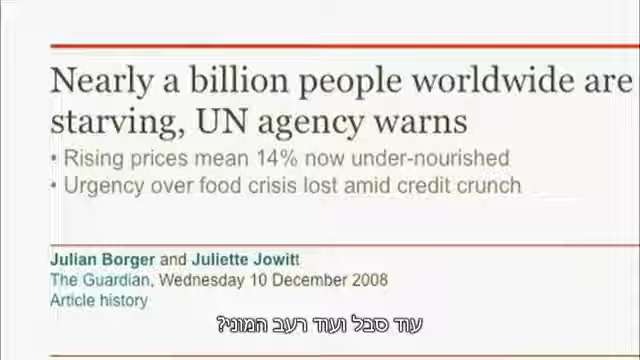 Nearly a billion people worldwide are
starving, UN agency warns
• Rising prices mean 14% now under-nourished
• Urgency over food crisis lost amid credit crunch
Julian Borger and Juliette Jowitt
The Guardian, Wednesday 10 December 2008
Article history
עוד סבל ועוד רעב המוני?